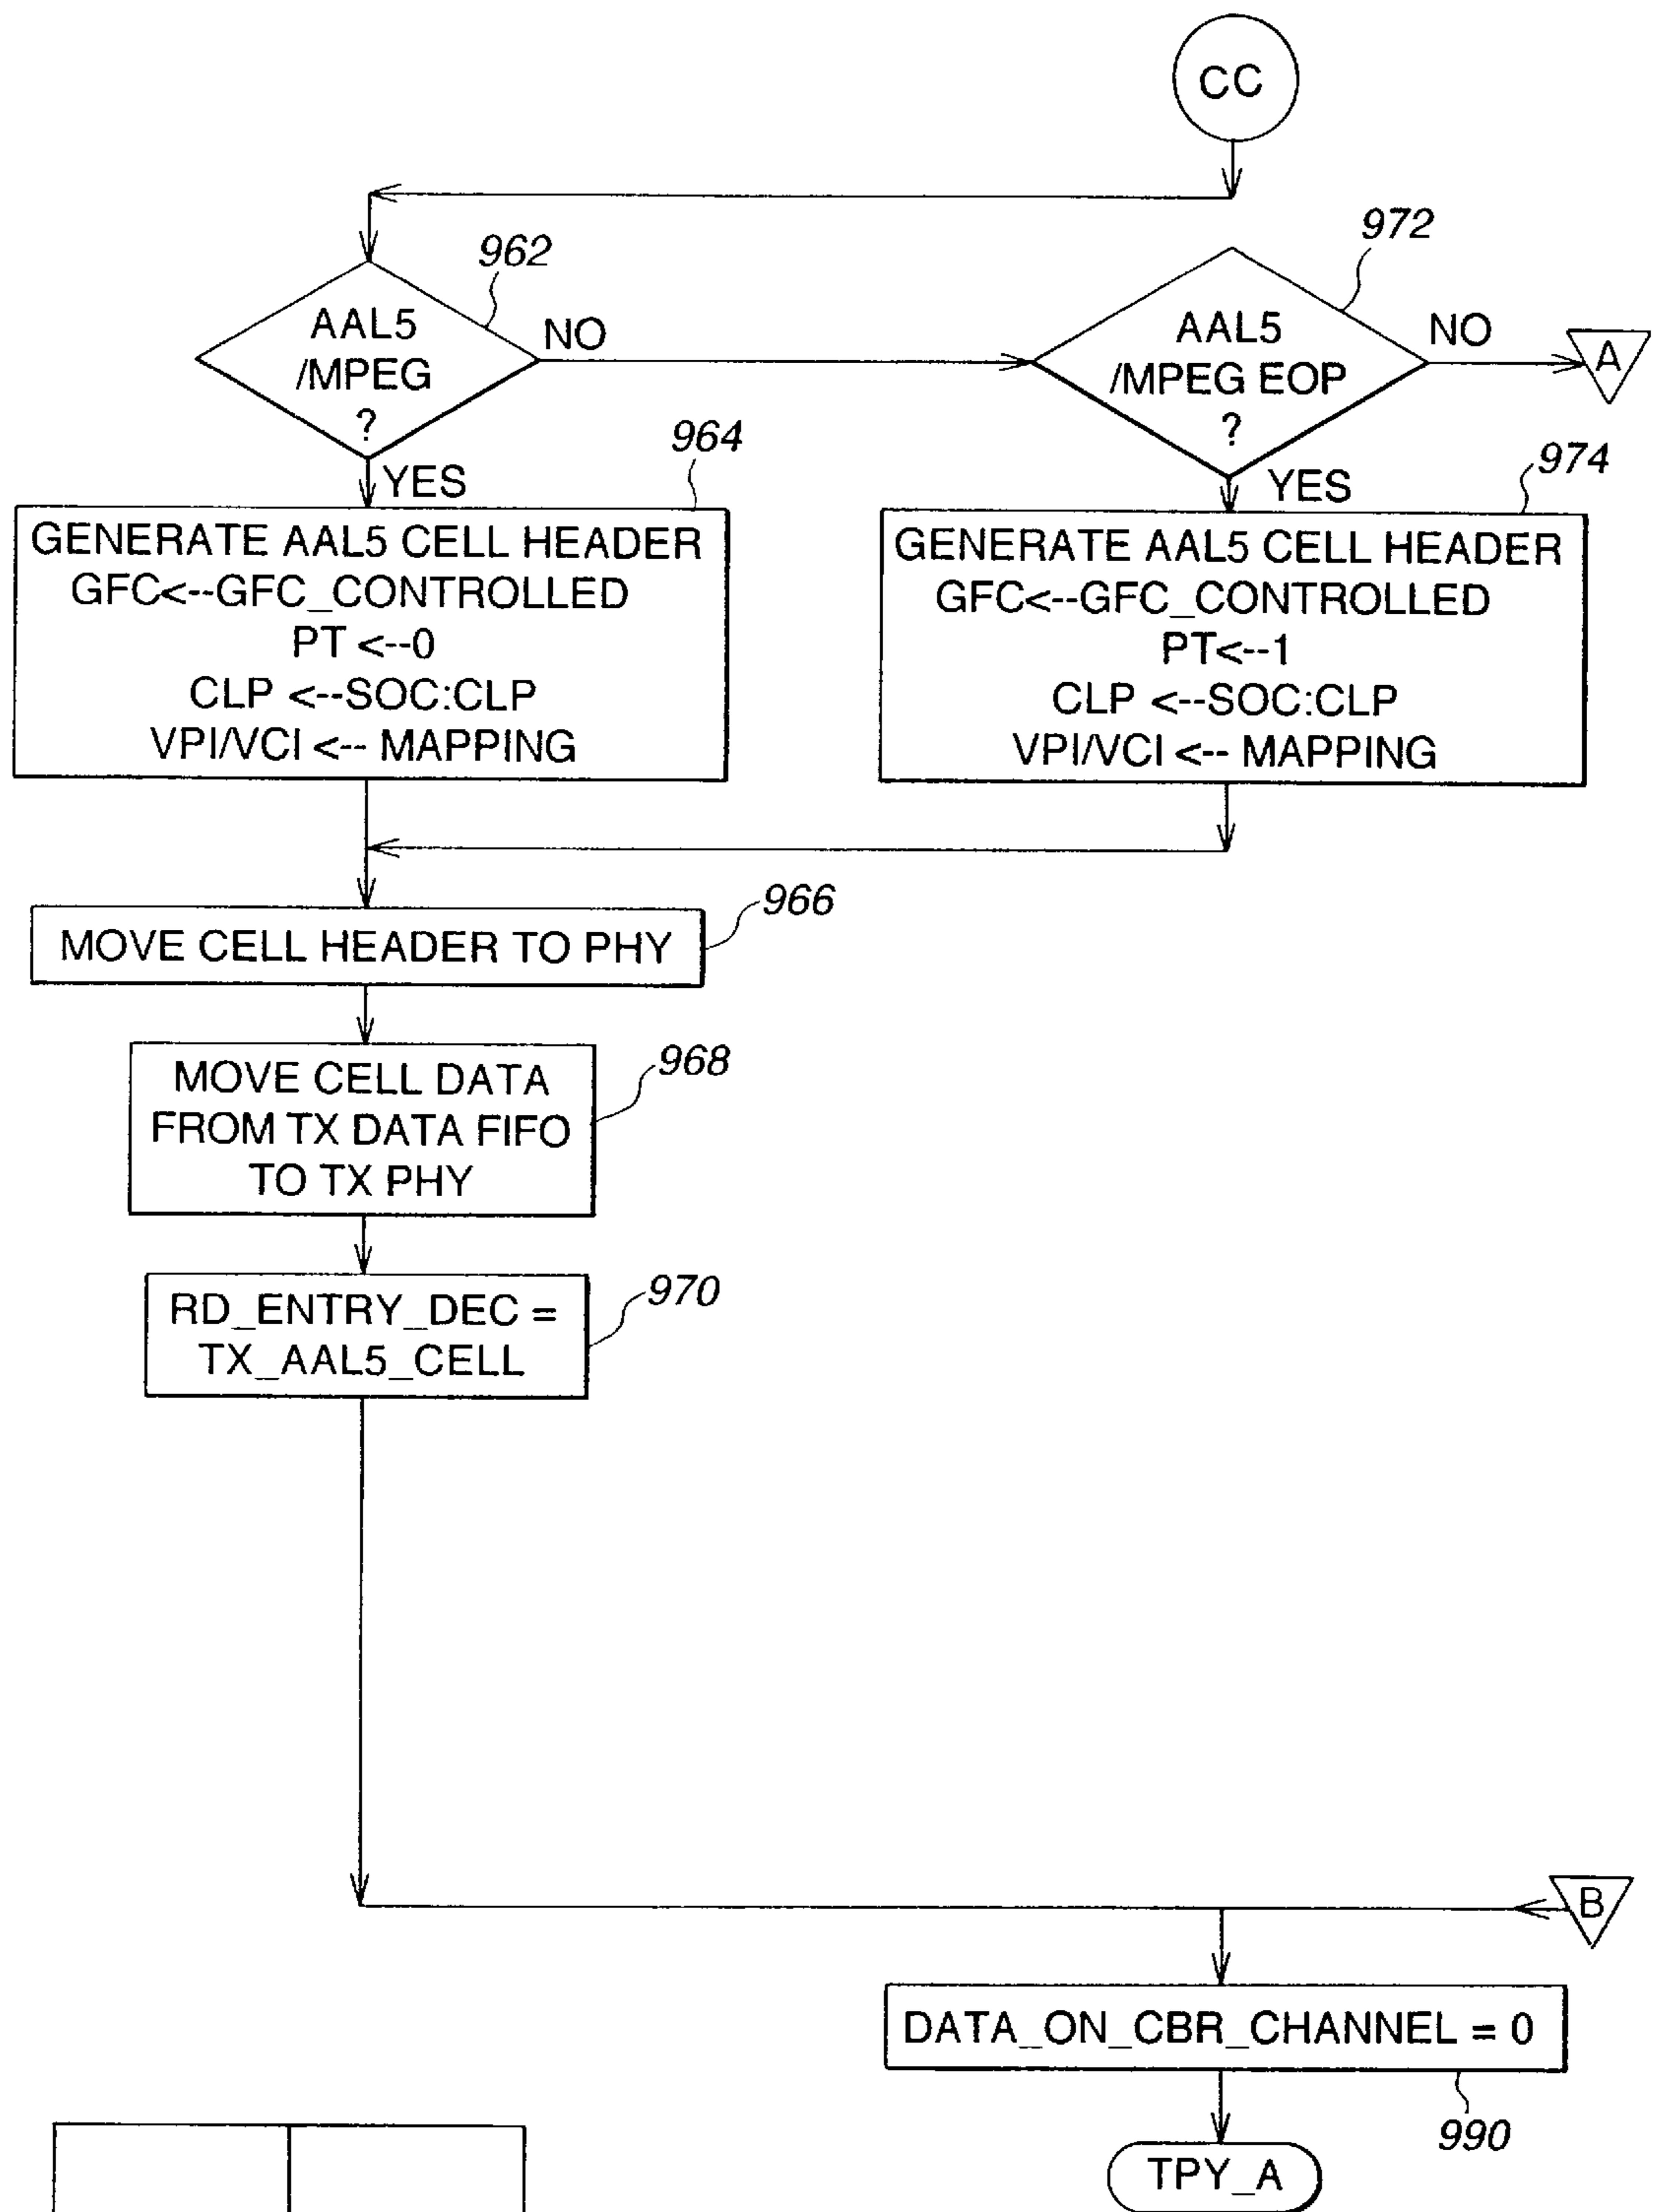 CC
962
AAL5
/MPEG
?
NO
YES
972
AAL5
/MPEG EOP
?
NO
A
YES
964
GENERATE AAL5 CELL HEADER
GFC<--GFC_CONTROLLED
PT <--0
CLP <--SOC:CLP
VPI/VCI <-- MAPPING
974
GENERATE AAL5 CELL HEADER
GFC<--GFC_CONTROLLED
PT<--1
CLP <--SOC:CLP
VPI/VCI <-- MAPPING
966
MOVE CELL HEADER TO PHY
968
MOVE CELL DATA
FROM TX DATA FIFO
TO TX PHY
970
RD_ENTRY_DEC =
TX_AAL5_CELL
B
DATA_ON_CBR_CHANNEL = 0
990
TPY_A